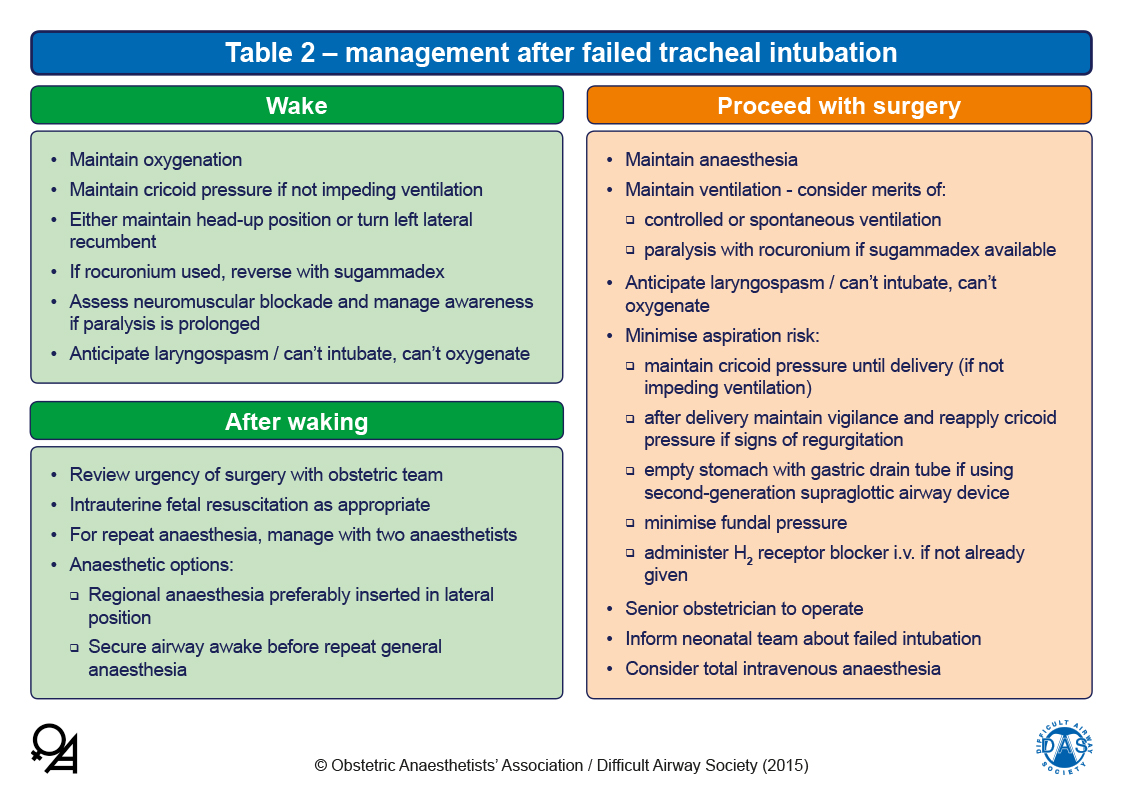 Table 2 – management after failed tracheal intubation
Wake
• Maintain oxygenation
• Maintain cricoid pressure if not impeding ventilation
• Either maintain head-up position or turn left lateral
recumbent
• If rocuronium used, reverse with sugammadex
• Assess neuromuscular blockade and manage awareness
if paralysis is prolonged
• Anticipate laryngospasm / can’t intubate, can’t oxygenate
After waking
• Review urgency of surgery with obstetric team
• Intrauterine fetal resuscitation as appropriate
• For repeat anaesthesia, manage with two anaesthetists
• Anaesthetic options:
❑ Regional anaesthesia preferably inserted in lateral
position
❑ Secure airway awake before repeat general
anaesthesia
Proceed with surgery
• Maintain anaesthesia
• Maintain ventilation - consider merits of:
❑ controlled or spontaneous ventilation
❑ paralysis with rocuronium if sugammadex available
• Anticipate laryngospasm / can’t intubate, can’t
oxygenate
• Minimise aspiration risk:
❑ maintain cricoid pressure until delivery (if not
impeding ventilation)
❑ after delivery maintain vigilance and reapply cricoid
pressure if signs of regurgitation
❑ empty stomach with gastric drain tube if using
second-generation supraglottic airway device
❑ minimise fundal pressure
❑ administer H₂ receptor blocker i.v. if not already
given
• Senior obstetrician to operate
• Inform neonatal team about failed intubation
• Consider total intravenous anaesthesia
OA
© Obstetric Anaesthetists’ Association / Difficult Airway Society (2015)
DIFFICULT AIRWAY
DAS
SOCIETY